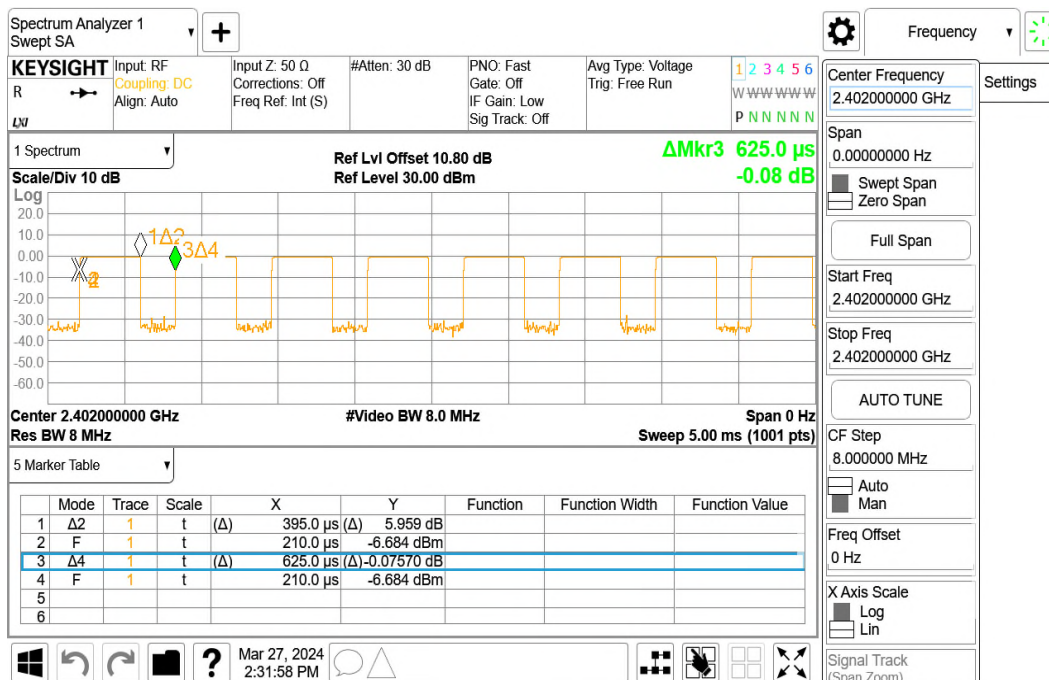 Spectrum Analyzer 1
Swept SA
+
Frequency
KEYSIGHT
R
LXI
Input: RF
Coupling: DC
Align: Auto
Input Z: 50 Ω
Corrections: Off
Freq Ref: Int (S)
#Atten: 30 dB
PNO: Fast
Gate: Off
IF Gain: Low
Sig Track: Off
Avg Type: Voltage
Trig: Free Run
1 2 3 4 5 6
W W W W W W
P N N N N N
1 Spectrum
Scale/Div 10 dB
Log
Ref Lvl Offset 10.80 dB
Ref Level 30.00 dBm
ΔMkr3 625.0 µs
-0.08 dB
20.0
10.0
0.00
-10.0
-20.0
-30.0
-40.0
-50.0
-60.0
1Δ2
3Δ4
Center 2.402000000 GHz
Res BW 8 MHz
#Video BW 8.0 MHz
Span 0 Hz
Sweep 5.00 ms (1001 pts)
5 Marker Table
Mode Trace Scale X Y Function Function Width Function Value
1 Δ2 1 t (Δ) 395.0 µs (Δ) 5.959 dB
2 F 1 t 210.0 µs -6.684 dBm
3 Δ4 1 t (Δ) 625.0 µs (Δ) -0.07570 dB
4 F 1 t 210.0 µs -6.684 dBm
5
6
?
Mar 27, 2024
2:31:58 PM
Center Frequency
2.402000000 GHz
Span
0.00000000 Hz
Swept Span
Zero Span
Full Span
Start Freq
2.402000000 GHz
Stop Freq
2.402000000 GHz
AUTO TUNE
CF Step
8.000000 MHz
Auto
Man
Freq Offset
0 Hz
X Axis Scale
Log
Lin
Signal Track
(Span Zoom)
Settings